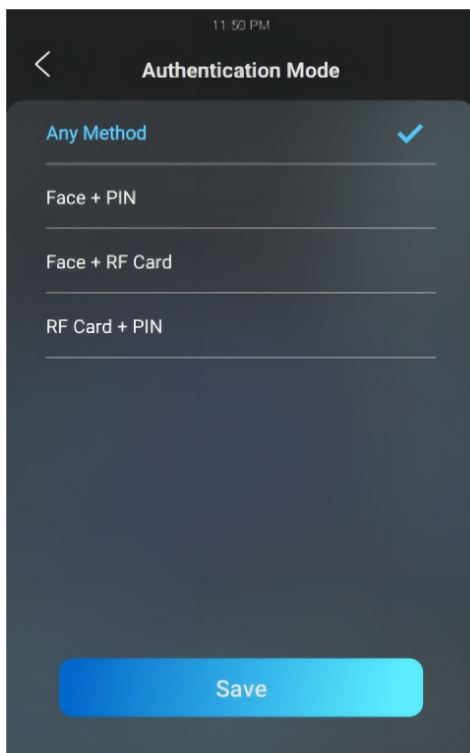 11:50 PM
Authentication Mode
Any Method
Face + PIN
Face + RF Card
RF Card + PIN
Save